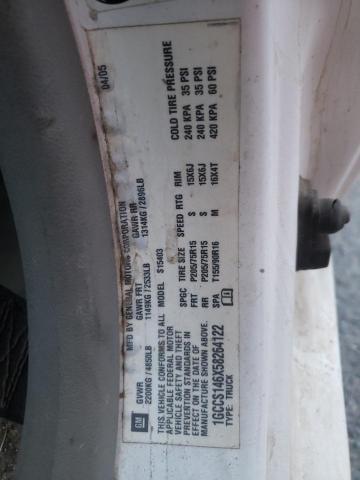 MFD BY GENERAL MOTORS CORPORATION
04/05
GM
GVWR GAWR FRT GAWR RR
2200KG/4850LB 1149KG/2533LB 1314KG/2896LB
THIS VEHICLE CONFORMS TO ALL APPLICABLE U.S. FEDERAL MOTOR
VEHICLE SAFETY AND THEFT
PREVENTION STANDARDS IN
EFFECT ON THE DATE OF
MANUFACTURE SHOWN ABOVE.
1GCCS146X58264122
TYPE: TRUCK
MODEL: S15403
SPGC TIRE SIZE SPEED RTG RIM COLD TIRE PRESSURE
FRT P205/75R15 S 15X6J 240 KPA 35 PSI
RR P205/75R15 S 15X6J 240 KPA 35 PSI
SPA T155/90R16 M 16X4T 420 KPA 60 PSI